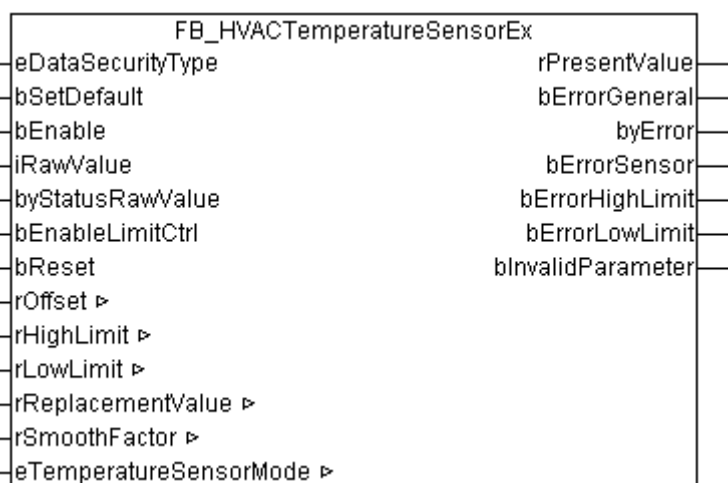 FB_HVACTemperatureSensorEx
eDataSecurityType rPresentValue
bSetDefault bErrorGeneral
bEnable byError
iRawValue bErrorSensor
byStatusRawValue bErrorHighLimit
bEnableLimitCtrl bErrorLowLimit
bReset bInvalidParameter
rOffset ▹
rHighLimit ▹
rLowLimit ▹
rReplacementValue ▹
rSmoothFactor ▹
eTemperatureSensorMode ▹